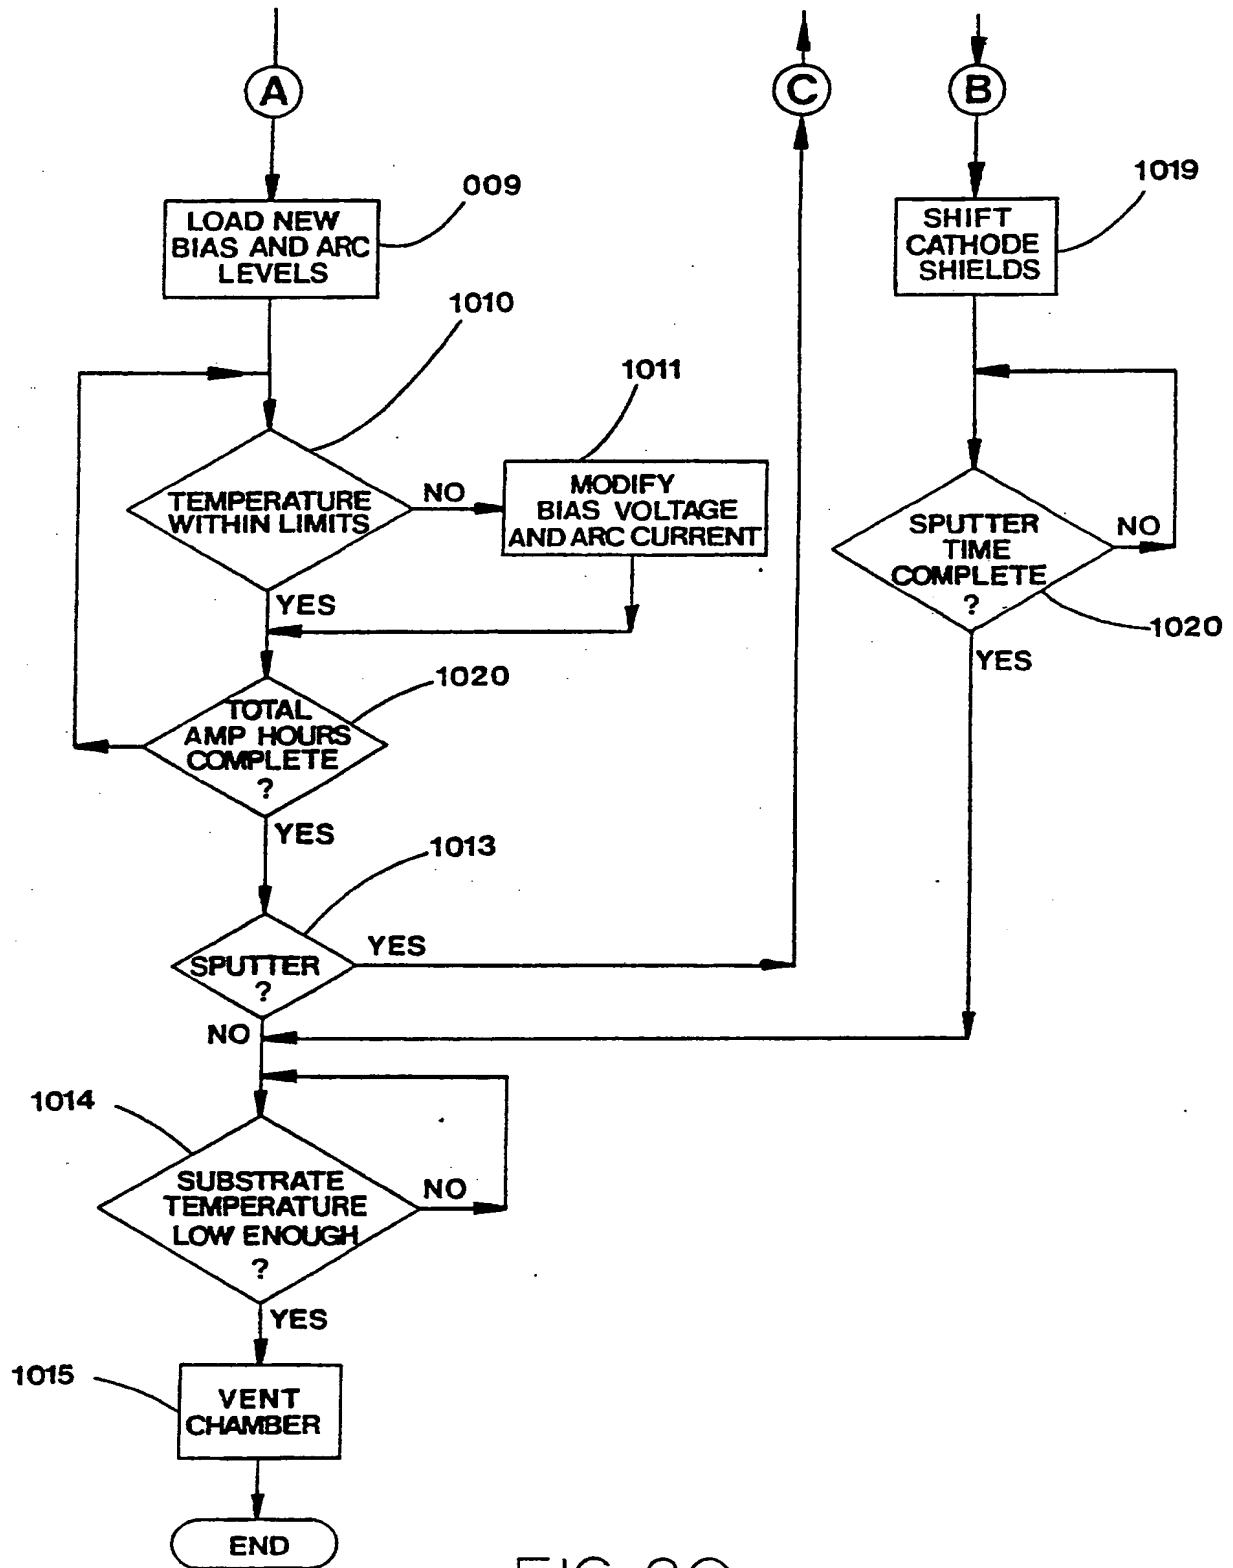 A
C
B
009
LOAD NEW
BIAS AND ARC
LEVELS
1019
SHIFT
CATHODE
SHIELDS
1010
1011
TEMPERATURE
WITHIN LIMITS
NO
MODIFY
BIAS VOLTAGE
AND ARC CURRENT
YES
SPUTTER
TIME
COMPLETE
?
NO
1020
YES
1020
TOTAL
AMP HOURS
COMPLETE
?
YES
1013
SPUTTER
?
YES
NO
1014
SUBSTRATE
TEMPERATURE
LOW ENOUGH
?
NO
YES
1015
VENT
CHAMBER
END